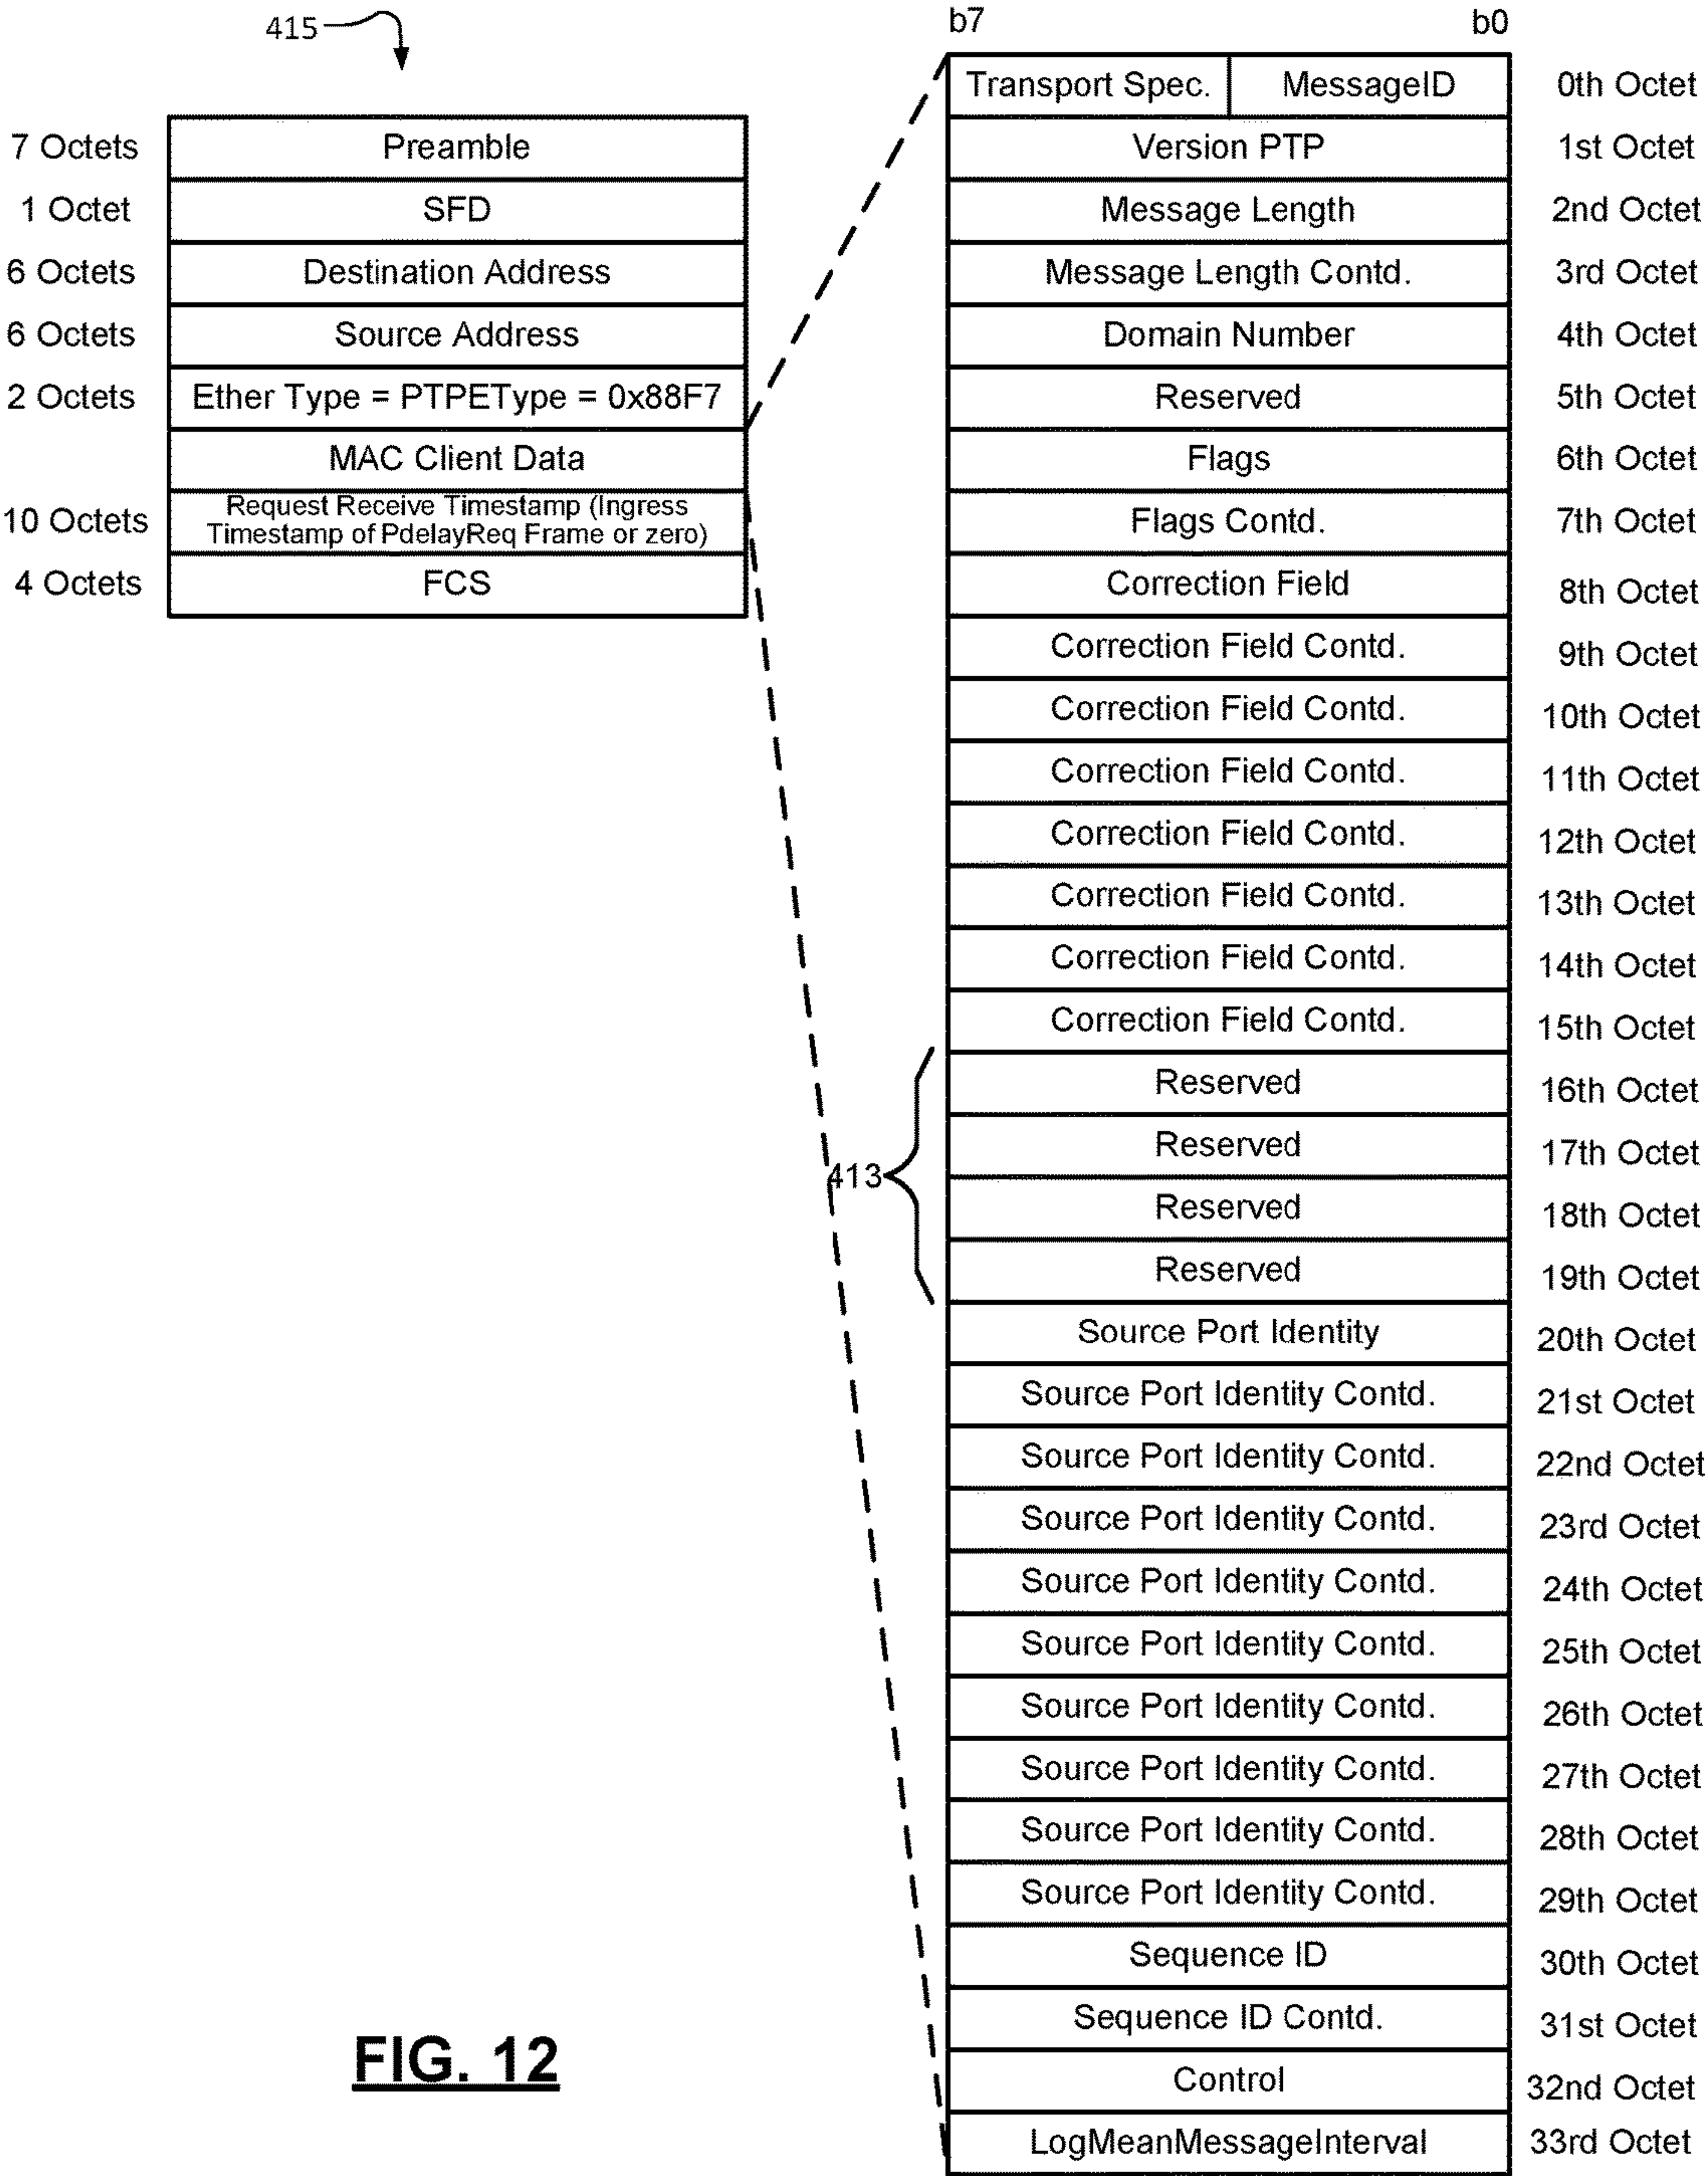 415
7 Octets Preamble
1 Octet SFD
6 Octets Destination Address
6 Octets Source Address
2 Octets Ether Type = PTPEType = 0x88F7
MAC Client Data
10 Octets Request Receive Timestamp (Ingress
Timestamp of PdelayReq Frame or zero)
4 Octets FCS
b7 b0
Transport Spec. MessageID 0th Octet
Version PTP 1st Octet
Message Length 2nd Octet
Message Length Contd. 3rd Octet
Domain Number 4th Octet
Reserved 5th Octet
Flags 6th Octet
Flags Contd. 7th Octet
Correction Field 8th Octet
Correction Field Contd. 9th Octet
Correction Field Contd. 10th Octet
Correction Field Contd. 11th Octet
Correction Field Contd. 12th Octet
Correction Field Contd. 13th Octet
Correction Field Contd. 14th Octet
Correction Field Contd. 15th Octet
Reserved 16th Octet
Reserved 17th Octet
413
Reserved 18th Octet
Reserved 19th Octet
Source Port Identity 20th Octet
Source Port Identity Contd. 21st Octet
Source Port Identity Contd. 22nd Octet
Source Port Identity Contd. 23rd Octet
Source Port Identity Contd. 24th Octet
Source Port Identity Contd. 25th Octet
Source Port Identity Contd. 26th Octet
Source Port Identity Contd. 27th Octet
Source Port Identity Contd. 28th Octet
Source Port Identity Contd. 29th Octet
Sequence ID 30th Octet
Sequence ID Contd. 31st Octet
Control 32nd Octet
LogMeanMessageInterval 33rd Octet
FIG. 12